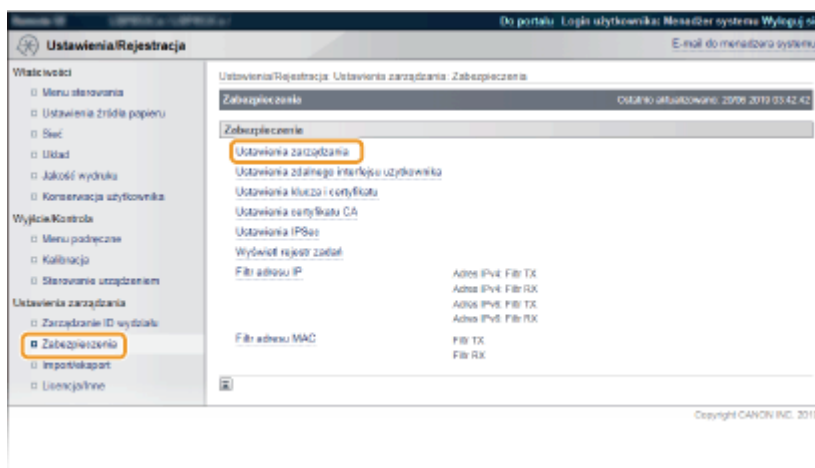 Do portalu Login użytkownika: Menadżer systemu Wyloguj si
Ustawienia/Rejestracja
E-mail do menadżera systemu
Właściwości
Menu sterowania
Ustawienia źródła papieru
Sieć
Układ
Jakość wydruku
Konserwacja użytkownika
Wyjście/Kontrola
Menu podręczne
Kalibracja
Sterowanie urządzeniem
Ustawienia zarządzania
Zarządzanie ID wydziału
Zabezpieczenia
Import/eksport
Licencja/Inne
Ustawienia/Rejestracja: Ustawienia zarządzania: Zabezpieczenia
Zabezpieczenia
Ostatnio aktualizowano: 20/06 2019 03:42:42
Zabezpieczenia
Ustawienia zarządzania
Ustawienia zdalnego interfejsu użytkownika
Ustawienia klucza i certyfikatu
Ustawienia certyfikatu CA
Ustawienia IPSec
Wyświetl rejestr zadań
Filtr adresu IP
Adres IPv4: Filtr TX
Adres IPv4: Filtr RX
Adres IPv6: Filtr TX
Adres IPv6: Filtr RX
Filtr adresu MAC
Filtr TX
Filtr RX
Copyright CANON INC. 201